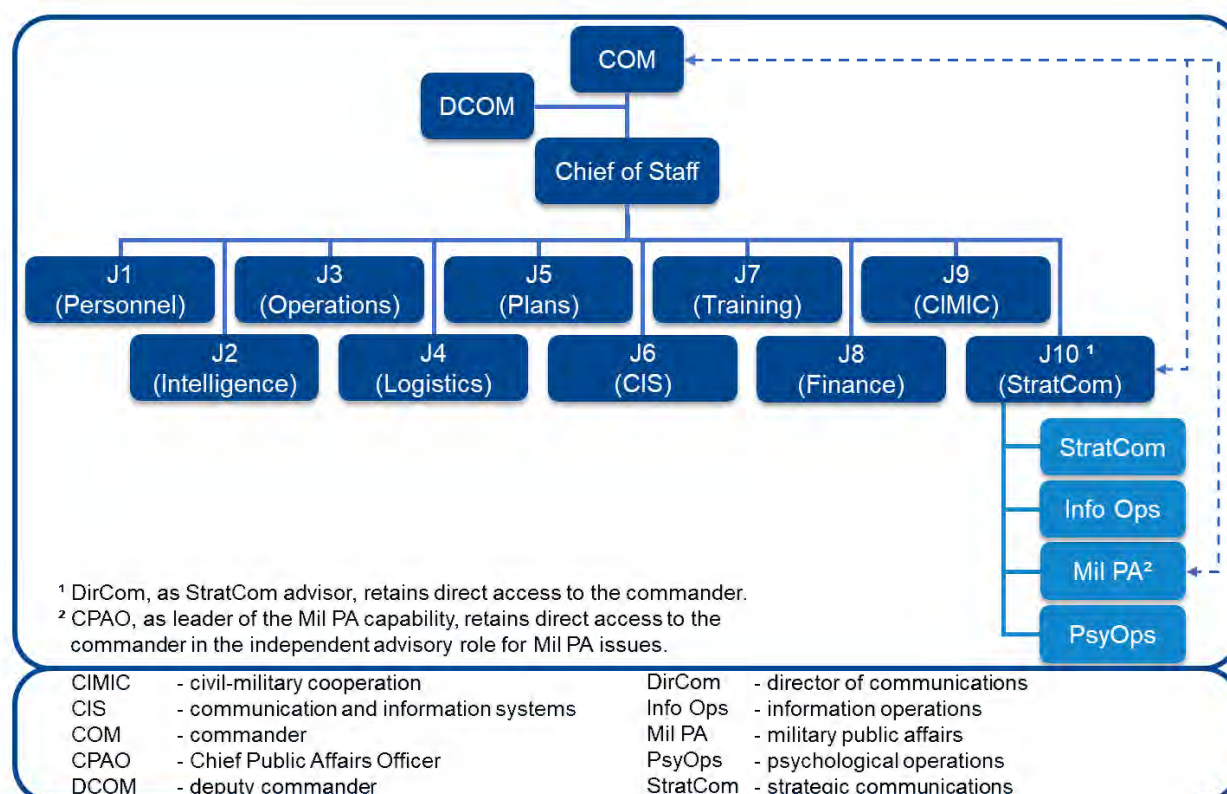 COM
DCOM
Chief of Staff
J1
(Personnel)
J3
(Operations)
J5
(Plans)
J7
(Training)
J9
(CIMIC)
J2
(Intelligence)
J4
(Logistics)
J6
(CIS)
J8
(Finance)
J10 ¹
(StratCom)
StratCom
Info Ops
Mil PA²
PsyOps
¹ DirCom, as StratCom advisor, retains direct access to the commander.
² CPAO, as leader of the Mil PA capability, retains direct access to the
commander in the independent advisory role for Mil PA issues.
CIMIC - civil-military cooperation
CIS - communication and information systems
COM - commander
CPAO - Chief Public Affairs Officer
DCOM - deputy commander
DirCom - director of communications
Info Ops - information operations
Mil PA - military public affairs
PsyOps - psychological operations
StratCom - strategic communications